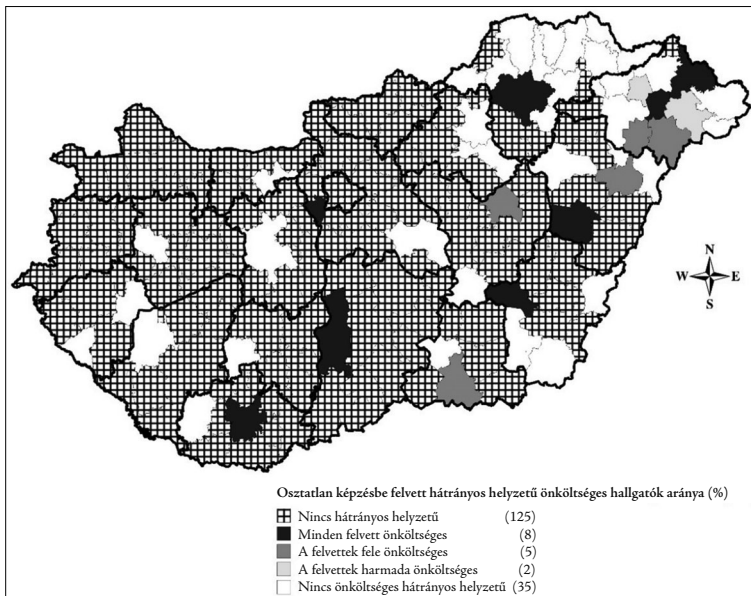 N
W E
S
Osztatlan képzésbe felvett hátrányos helyzetű önköltséges hallgatók aránya (%)
Nincs hátrányos helyzetű (125)
Minden felvett önköltséges (8)
A felvettek fele önköltséges (5)
A felvettek harmada önköltséges (2)
Nincs önköltséges hátrányos helyzetű (35)